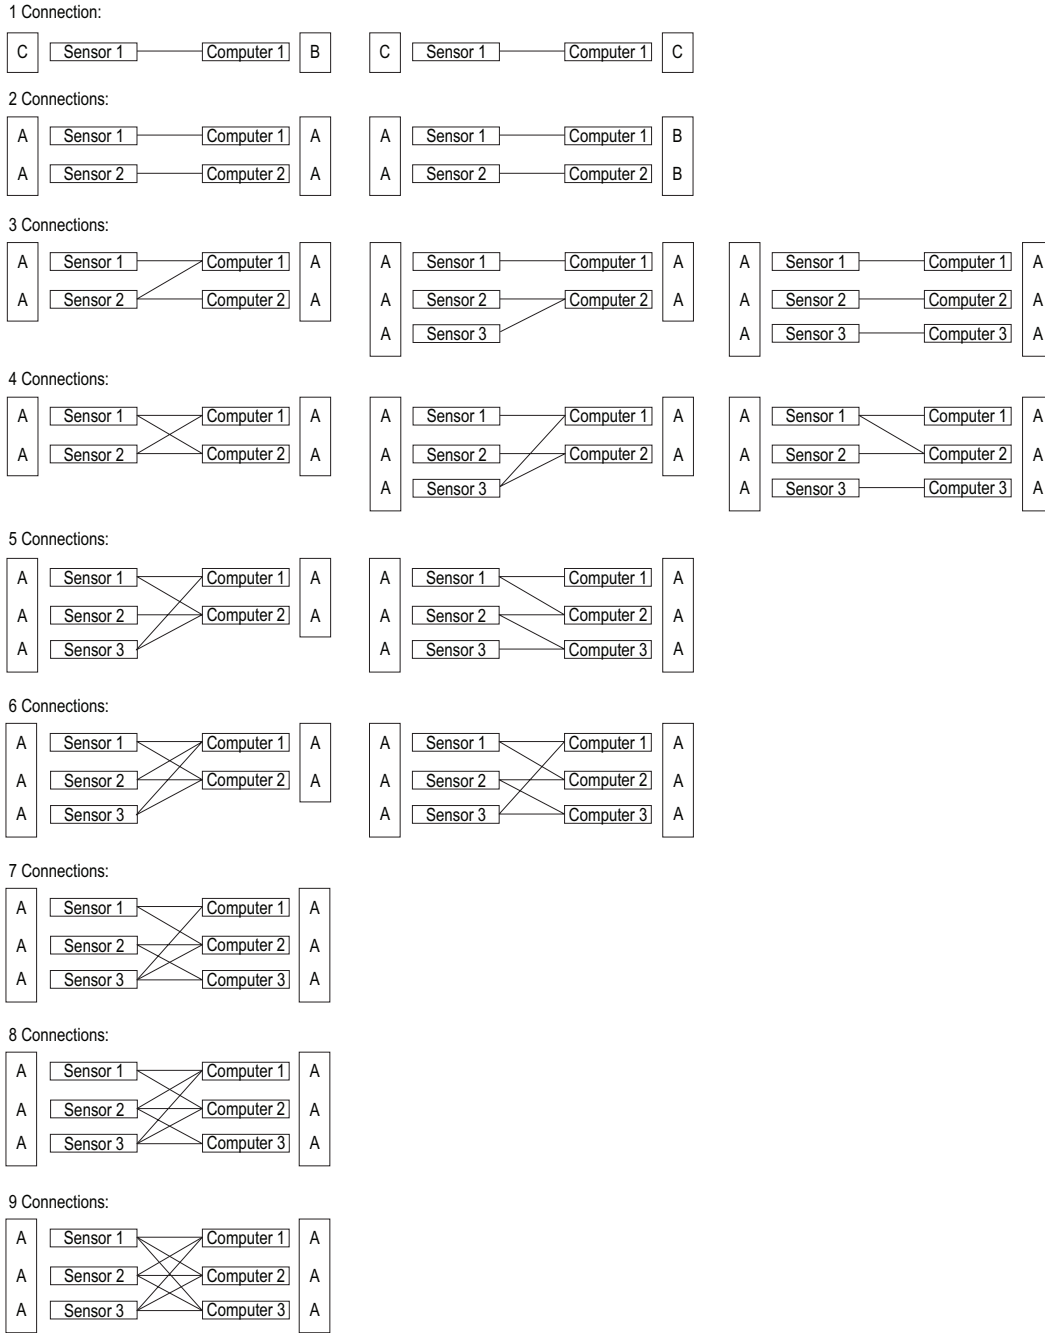 1 Connection:
C Sensor 1 Computer 1 B C Sensor 1 Computer 1 C
2 Connections:
A Sensor 1 Computer 1 A A Sensor 1 Computer 1 B
A Sensor 2 Computer 2 A A Sensor 2 Computer 2 B
3 Connections:
A Sensor 1 Computer 1 A A Sensor 1 Computer 1 A A Sensor 1 Computer 1 A
A Sensor 2 Computer 2 A A Sensor 2 Computer 2 A A Sensor 2 Computer 2 A
A Sensor 3 A Sensor 3 Computer 3 A
4 Connections:
A Sensor 1 Computer 1 A A Sensor 1 Computer 1 A A Sensor 1 Computer 1 A
A Sensor 2 Computer 2 A A Sensor 2 Computer 2 A A Sensor 2 Computer 2 A
A Sensor 3 A Sensor 3 Computer 3 A
5 Connections:
A Sensor 1 Computer 1 A A Sensor 1 Computer 1 A
A Sensor 2 Computer 2 A A Sensor 2 Computer 2 A
A Sensor 3 A Sensor 3 Computer 3 A
6 Connections:
A Sensor 1 Computer 1 A A Sensor 1 Computer 1 A
A Sensor 2 Computer 2 A A Sensor 2 Computer 2 A
A Sensor 3 A Sensor 3 Computer 3 A
7 Connections:
A Sensor 1 Computer 1 A
A Sensor 2 Computer 2 A
A Sensor 3 Computer 3 A
8 Connections:
A Sensor 1 Computer 1 A
A Sensor 2 Computer 2 A
A Sensor 3 Computer 3 A
9 Connections:
A Sensor 1 Computer 1 A
A Sensor 2 Computer 2 A
A Sensor 3 Computer 3 A